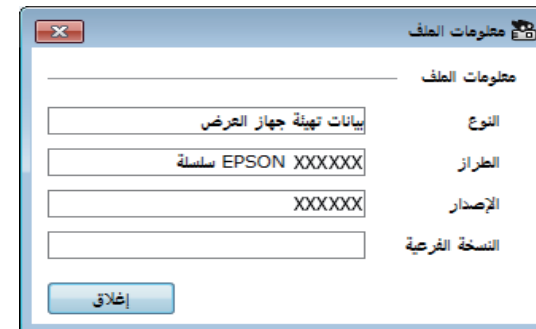 معلومات الملف
معلومات الملف
النوع بيانات تهيئة جهاز العرض
الطراز EPSON XXXXXX سلسلة
الإصدار XXXXXX
النسخة الفرعية
إغلاق